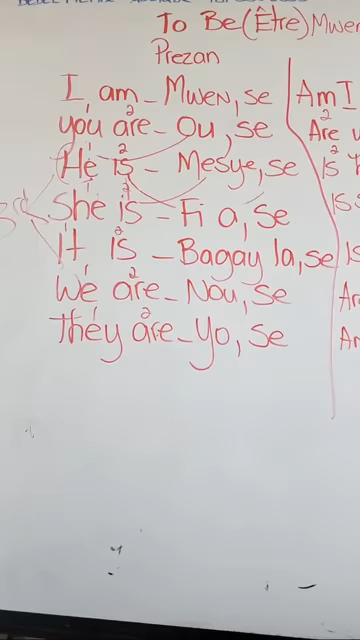 To Be (Être) Mwen
Prezan
I am - Mwen, se
You are - Ou, se
He is - Mesye, se
She is - Fi a, se
It is - Bagay la, se
We are - Nou, se
They are - Yo, se
3rd
Am I
Are
Is
Is
Is
Ar
Ar